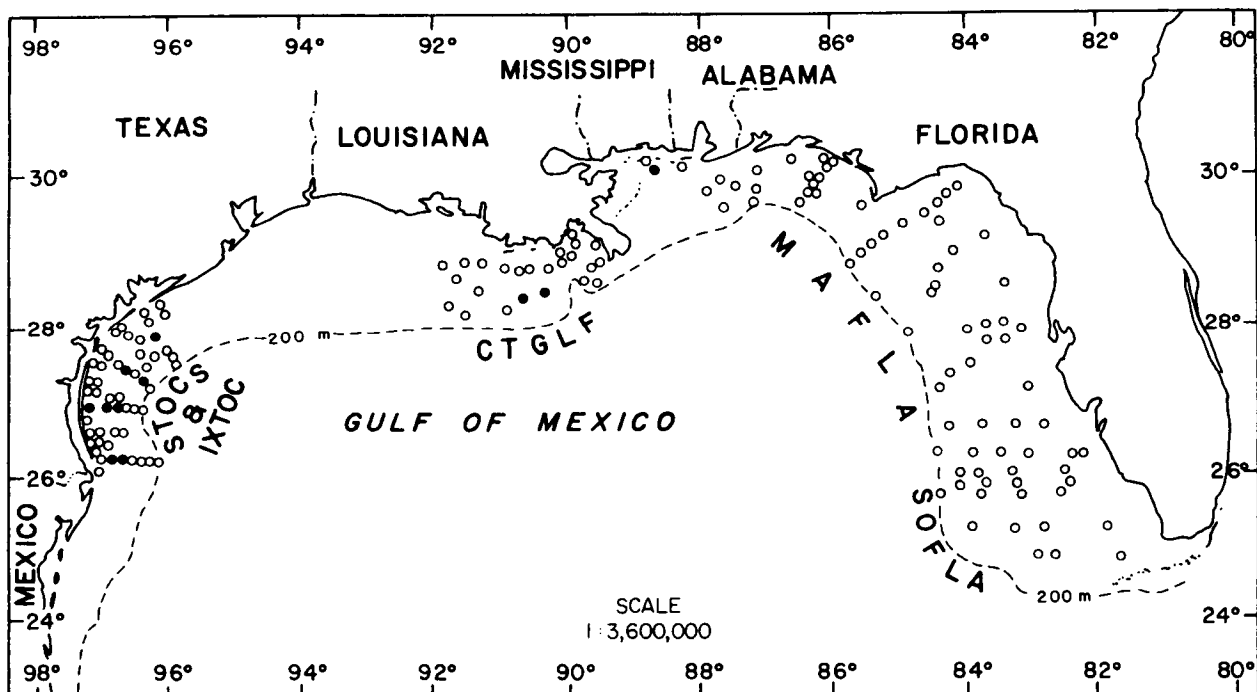 98° 96° 94° 92° 90° 88° 86° 84° 82° 80°
MISSISSIPPI ALABAMA
TEXAS LOUISIANA FLORIDA
30° 30°
MAFLA
28° 28°
200 m
CTGLF
STOCS
&
IXTOC
GULF OF MEXICO
26° 26°
SOFLA
MEXICO
200 m
SCALE
1:3,600,000
24° 24°
98° 96° 94° 92° 90° 88° 86° 84° 82° 80°